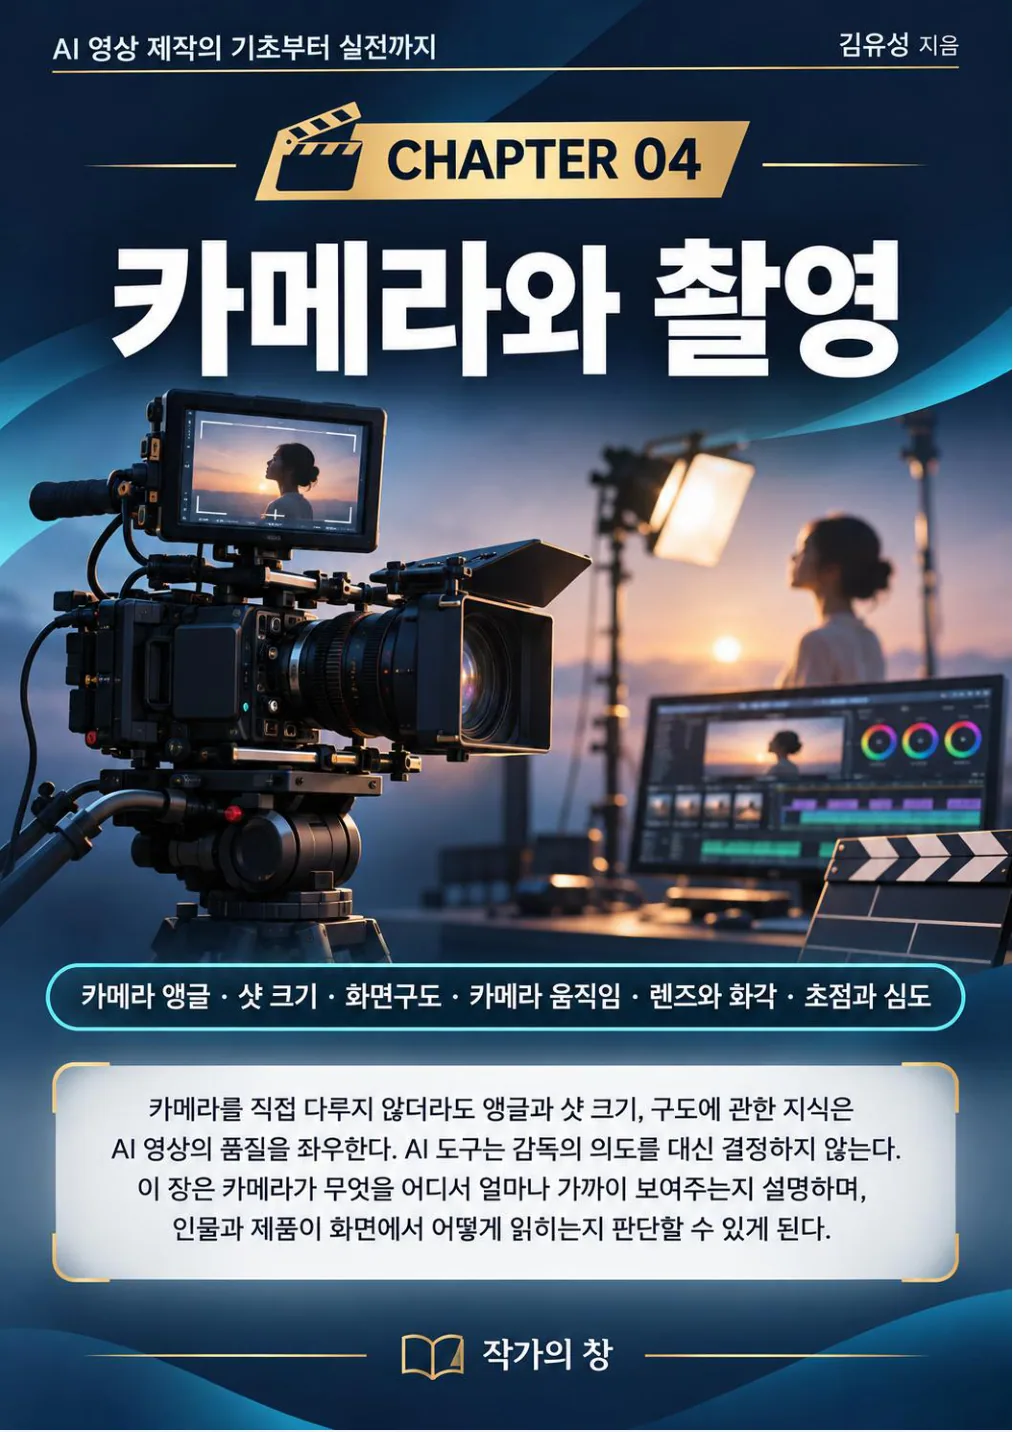 AI 영상 제작의 기초부터 실전까지
김유성 지음
CHAPTER 04
카메라와 촬영
카메라 앵글 · 샷 크기 · 화면구도 · 카메라 움직임 · 렌즈와 화각 · 초점과 심도
카메라를 직접 다루지 않더라도 앵글과 샷 크기, 구도에 관한 지식은
AI 영상의 품질을 좌우한다. AI 도구는 감독의 의도를 대신 결정하지 않는다.
이 장은 카메라가 무엇을 어디서 얼마나 가까이 보여주는지 설명하며,
인물과 제품이 화면에서 어떻게 읽히는지 판단할 수 있게 된다.
작가의 창